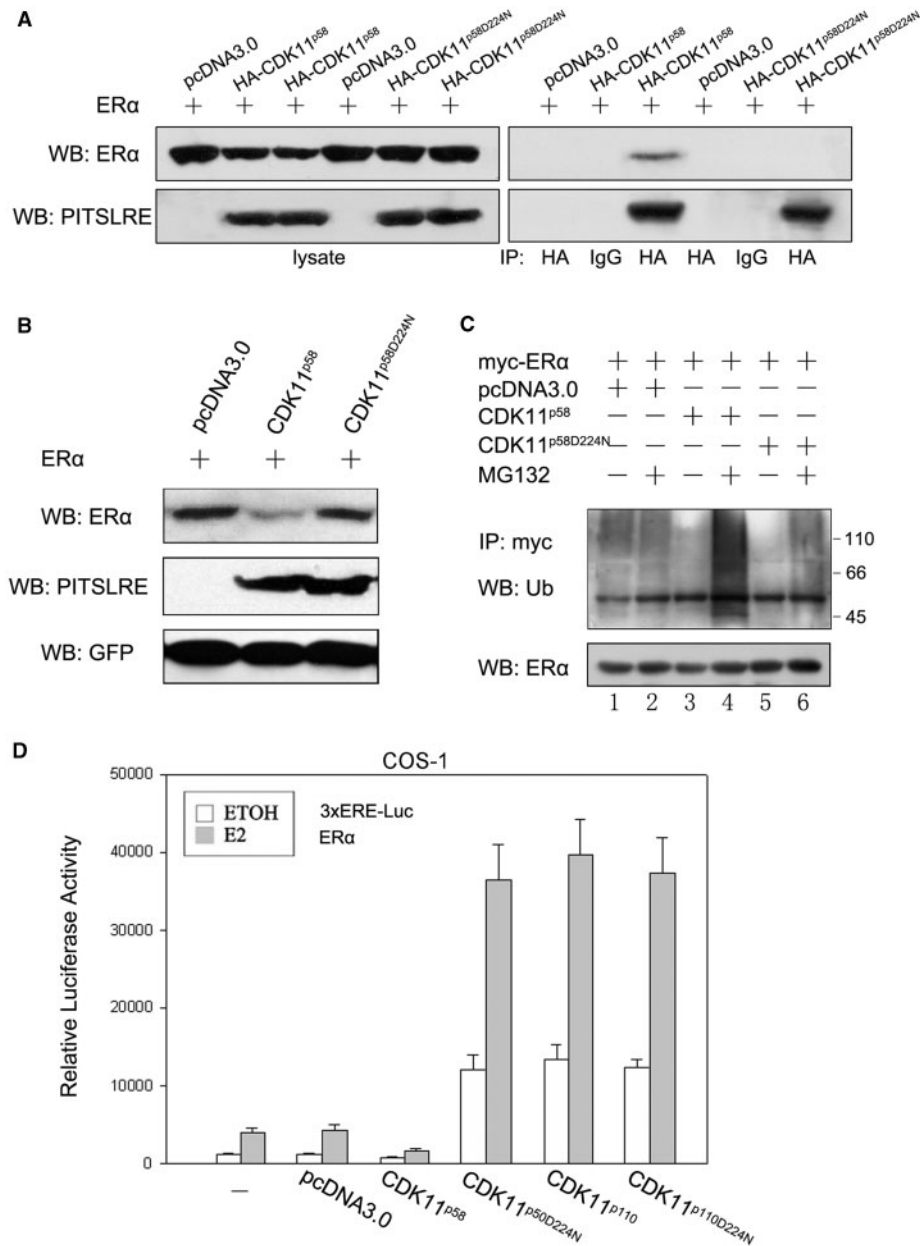 A
pcDNA3.0 HA-CDK11p58 HA-CDK11p58 pcDNA3.0 HA-CDK11p58D224N HA-CDK11p58D224N pcDNA3.0 HA-CDK11p58 HA-CDK11p58 pcDNA3.0 HA-CDK11p58D224N HA-CDK11p58D224N
ERα + + + + + + + + + + + +
WB: ERα
WB: PITSLRE
lysate IP: HA IgG HA HA IgG HA
B
pcDNA3.0 CDK11p58 CDK11p58D224N
ERα + + +
WB: ERα
WB: PITSLRE
WB: GFP
C
myc-ERα + + + + + +
pcDNA3.0 + + — — — —
CDK11p58 — — + + — —
CDK11p58D224N — — — — + +
MG132 — + — + — +
IP: myc
WB: Ub
110
66
45
WB: ERα
1 2 3 4 5 6
D
COS-1
50000
40000
30000
20000
10000
0
Relative Luciferase Activity
ETOH
E2
3xERE-Luc
ERα
— pcDNA3.0 CDK11p58 CDK11p50D224N CDK11p110 CDK11p110D224N